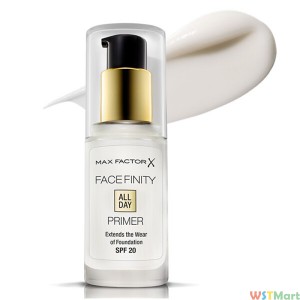 MAX FACTOR X
FACEFINITY
ALL
DAY
PRIMER
Extends the Wear
of Foundation
SPF 20
WSTMart